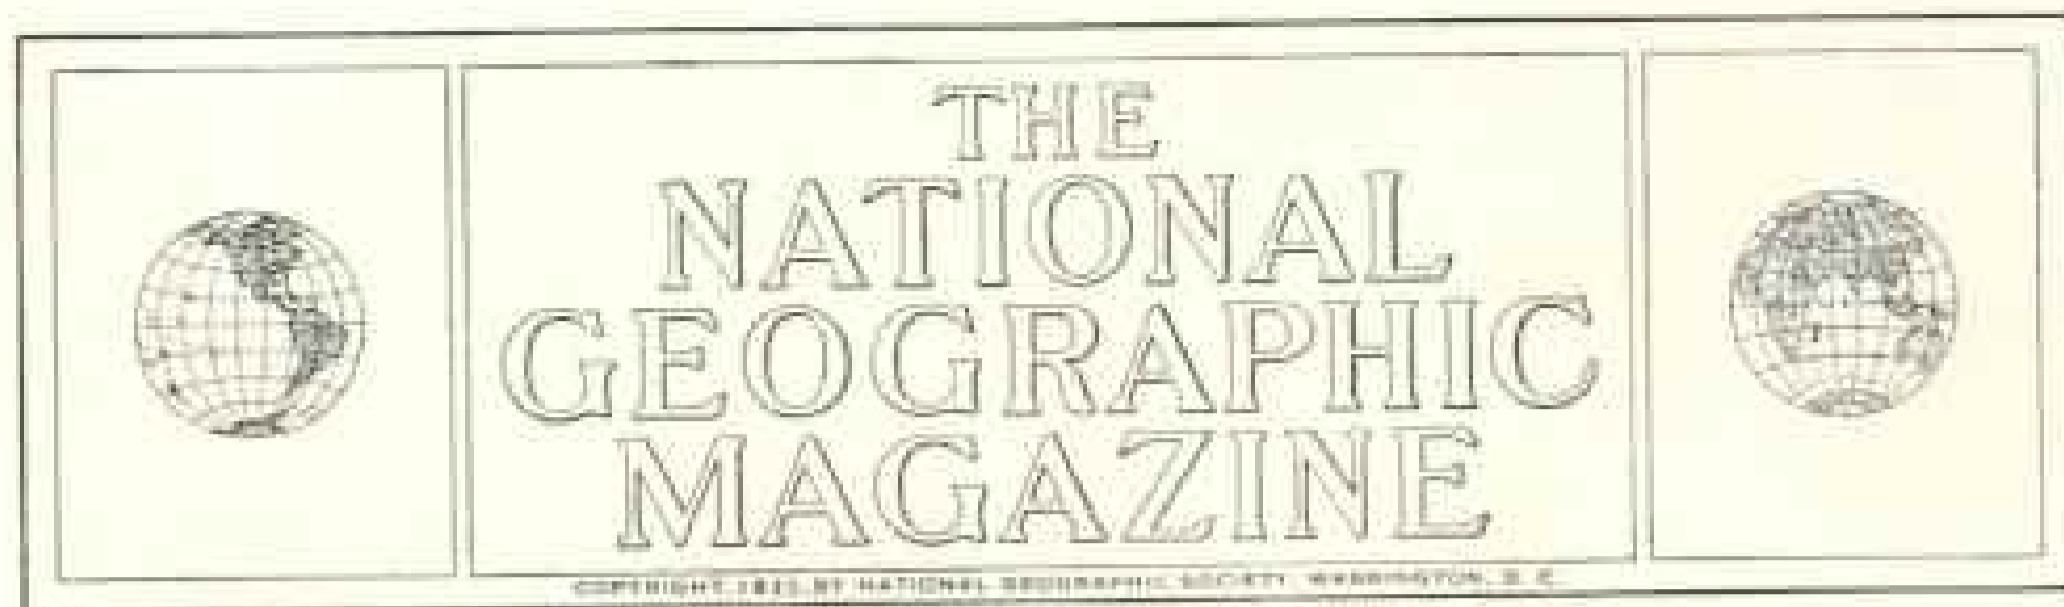 THE
NATIONAL
GEOGRAPHIC
MAGAZINE
COPYRIGHT, BY NATIONAL GEOGRAPHIC SOCIETY, WASHINGTON, D. C.